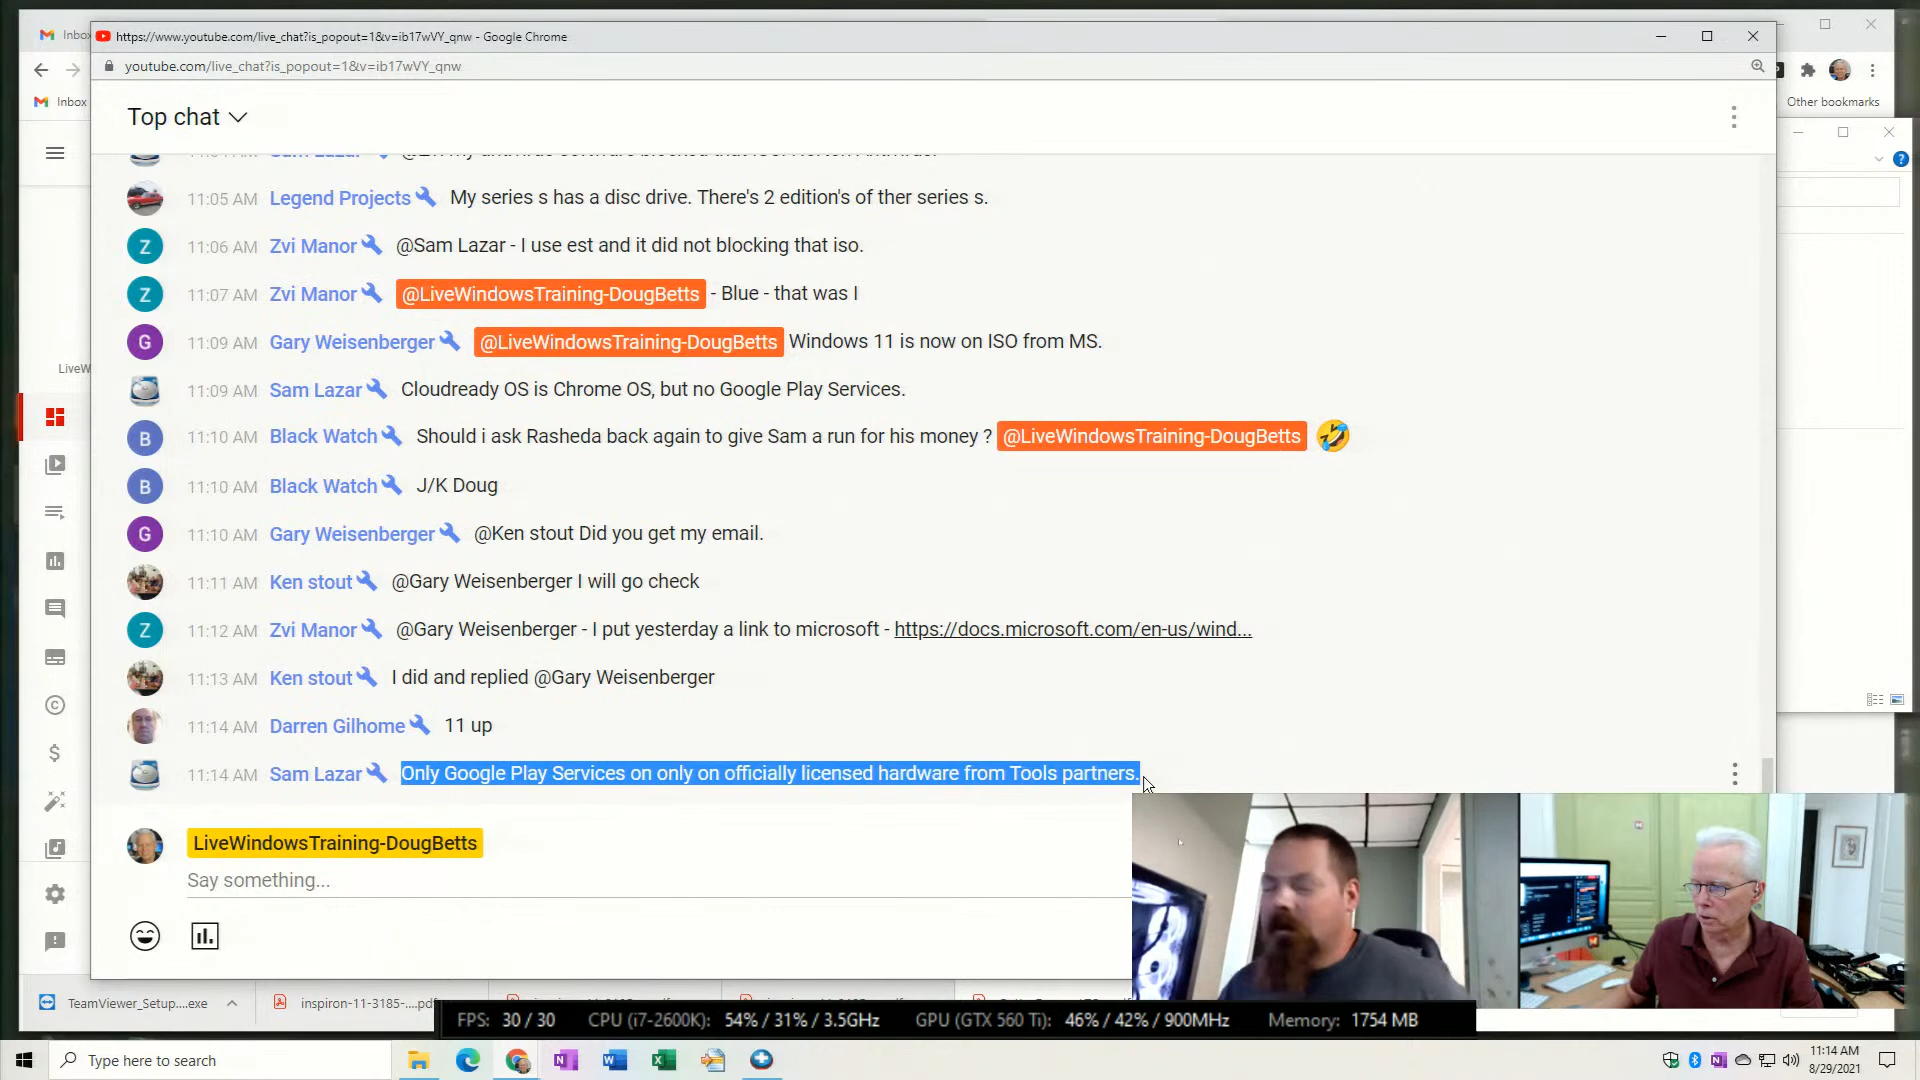 Inbo
https://www.youtube.com/live_chat?is_popout=1&v=ib17wVY_qnw - Google Chrome
youtube.com/live_chat?is_popout=1&v=ib17wVY_qnw
Inbox
Other bookmarks
Top chat
11:05 AM Legend Projects My series s has a disc drive. There's 2 edition's of ther series s.
11:06 AM Zvi Manor @Sam Lazar - I use est and it did not blocking that iso.
11:07 AM Zvi Manor @LiveWindowsTraining-DougBetts - Blue - that was I
11:09 AM Gary Weisenberger @LiveWindowsTraining-DougBetts Windows 11 is now on ISO from MS.
LiveW
11:09 AM Sam Lazar Cloudready OS is Chrome OS, but no Google Play Services.
11:10 AM Black Watch Should i ask Rasheda back again to give Sam a run for his money ? @LiveWindowsTraining-DougBetts 🤣
11:10 AM Black Watch J/K Doug
11:10 AM Gary Weisenberger @Ken stout Did you get my email.
11:11 AM Ken stout @Gary Weisenberger I will go check
11:12 AM Zvi Manor @Gary Weisenberger - I put yesterday a link to microsoft - https://docs.microsoft.com/en-us/wind...
11:13 AM Ken stout I did and replied @Gary Weisenberger
11:14 AM Darren Gilhome 11 up
11:14 AM Sam Lazar Only Google Play Services on only on officially licensed hardware from Tools partners.
LiveWindowsTraining-DougBetts
Say something...
TeamViewer_Setup....exe
inspiron-11-3185-....pdf
FPS: 30 / 30 CPU (i7-2600K): 54% / 31% / 3.5GHz GPU (GTX 560 Ti): 46% / 42% / 900MHz Memory: 1754 MB
Type here to search
11:14 AM
8/29/2021